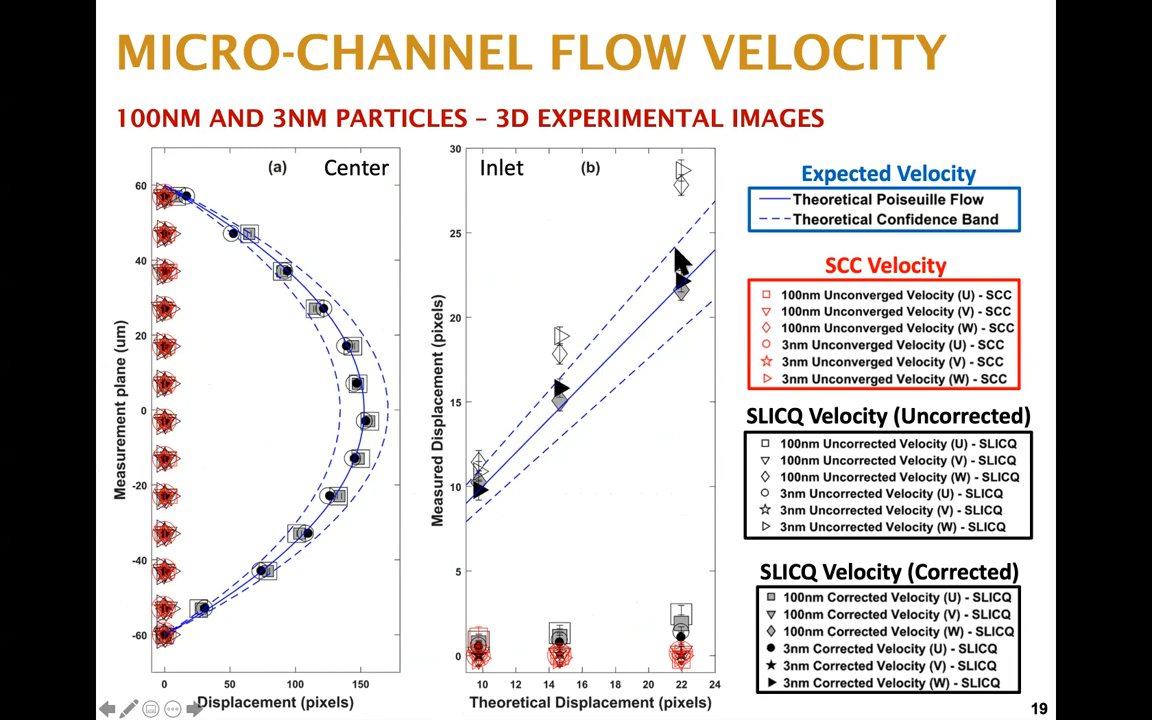 MICRO-CHANNEL FLOW VELOCITY
100NM AND 3NM PARTICLES – 3D EXPERIMENTAL IMAGES
(a) Center
60
40
20
0
-20
-40
-60
Measurement plane (um)
0 50 100 150
Displacement (pixels)
Inlet (b)
30
25
20
15
10
5
0
Measured Displacement (pixels)
10 12 14 16 18 20 22 24
Theoretical Displacement (pixels)
Expected Velocity
Theoretical Poiseuille Flow
Theoretical Confidence Band
SCC Velocity
100nm Unconverged Velocity (U) - SCC
100nm Unconverged Velocity (V) - SCC
100nm Unconverged Velocity (W) - SCC
3nm Unconverged Velocity (U) - SCC
3nm Unconverged Velocity (V) - SCC
3nm Unconverged Velocity (W) - SCC
SLICQ Velocity (Uncorrected)
100nm Uncorrected Velocity (U) - SLICQ
100nm Uncorrected Velocity (V) - SLICQ
100nm Uncorrected Velocity (W) - SLICQ
3nm Uncorrected Velocity (U) - SLICQ
3nm Uncorrected Velocity (V) - SLICQ
3nm Uncorrected Velocity (W) - SLICQ
SLICQ Velocity (Corrected)
100nm Corrected Velocity (U) - SLICQ
100nm Corrected Velocity (V) - SLICQ
100nm Corrected Velocity (W) - SLICQ
3nm Corrected Velocity (U) - SLICQ
3nm Corrected Velocity (V) - SLICQ
3nm Corrected Velocity (W) - SLICQ
19